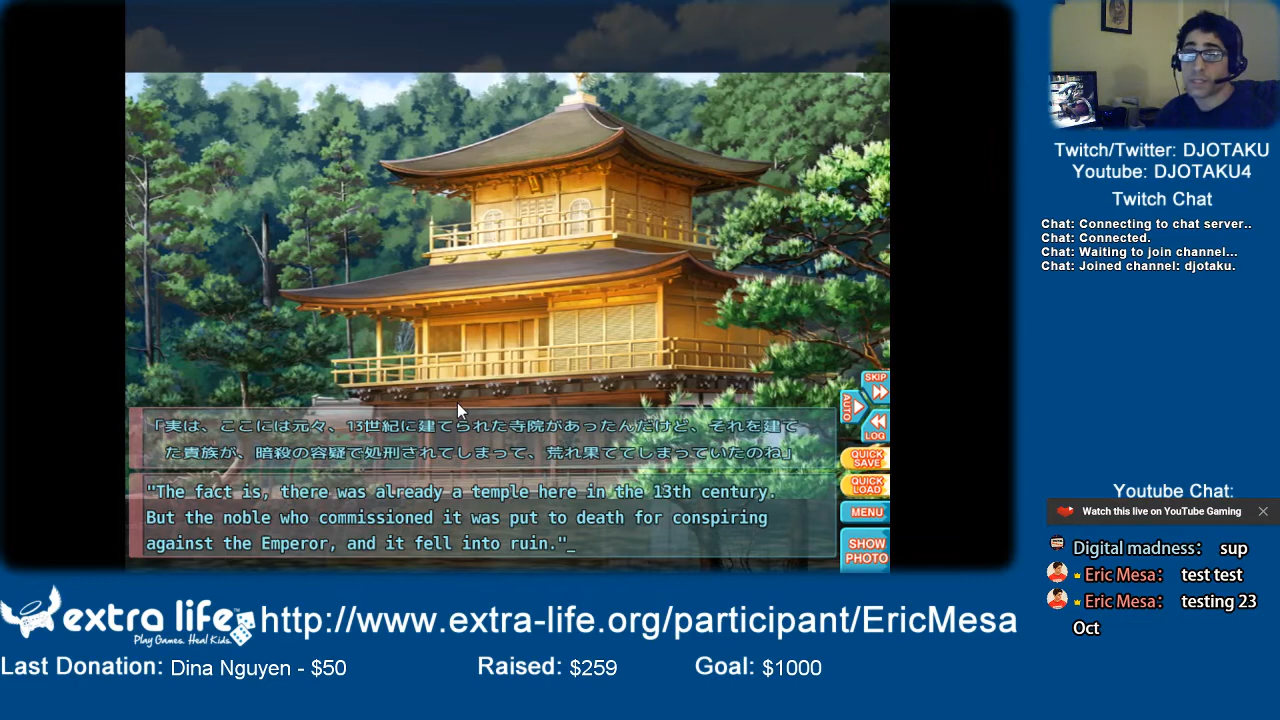 「実は、ここには元々、13世紀に建てられた寺院があったんだけど、それを建て
た貴族が、暗殺の容疑で処刑されてしまって、荒れ果ててしまっていたのね」
"The fact is, there was already a temple here in the 13th century.
But the noble who commissioned it was put to death for conspiring
against the Emperor, and it fell into ruin."_
SKIP
AUTO
LOG
QUICK
SAVE
QUICK
LOAD
MENU
SHOW
PHOTO
Twitch/Twitter: DJOTAKU
Youtube: DJOTAKU4
Twitch Chat
Chat: Connecting to chat server..
Chat: Connected.
Chat: Waiting to join channel...
Chat: Joined channel: djotaku.
Youtube Chat:
Watch this live on YouTube Gaming
Digital madness: sup
Eric Mesa: test test
Eric Mesa: testing 23
Oct
extra life
Play Games. Heal Kids.
http://www.extra-life.org/participant/EricMesa
Last Donation: Dina Nguyen - $50
Raised: $259
Goal: $1000